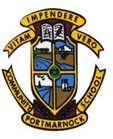 IMPENDERE
VITAM
VERO
COMMUNITY
SCHOOL
PORTMARNOCK